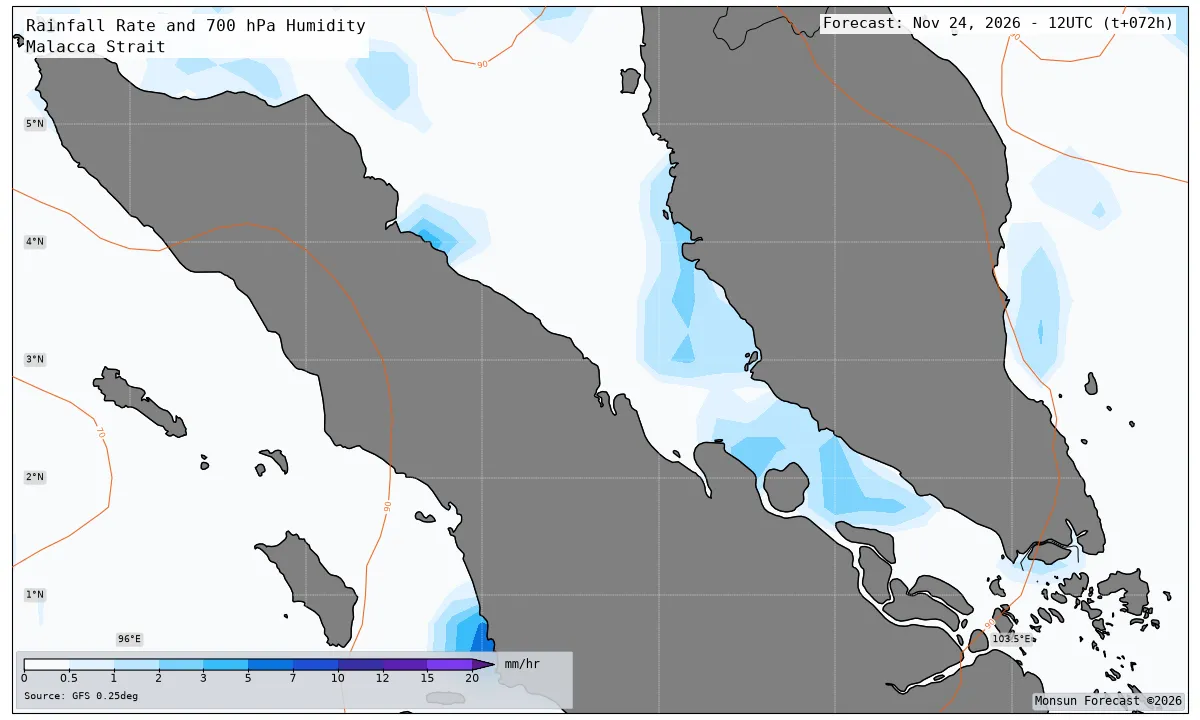 Rainfall Rate and 700 hPa Humidity
Malacca Strait
Forecast: Nov 24, 2026 - 12UTC (t+072h)
90
5°N
4°N
3°N
70
2°N
90
1°N
90
96°E
103.5°E
mm/hr
0 0.5 1 2 3 5 7 10 12 15 20
Source: GFS 0.25deg
Monsun Forecast ©2026